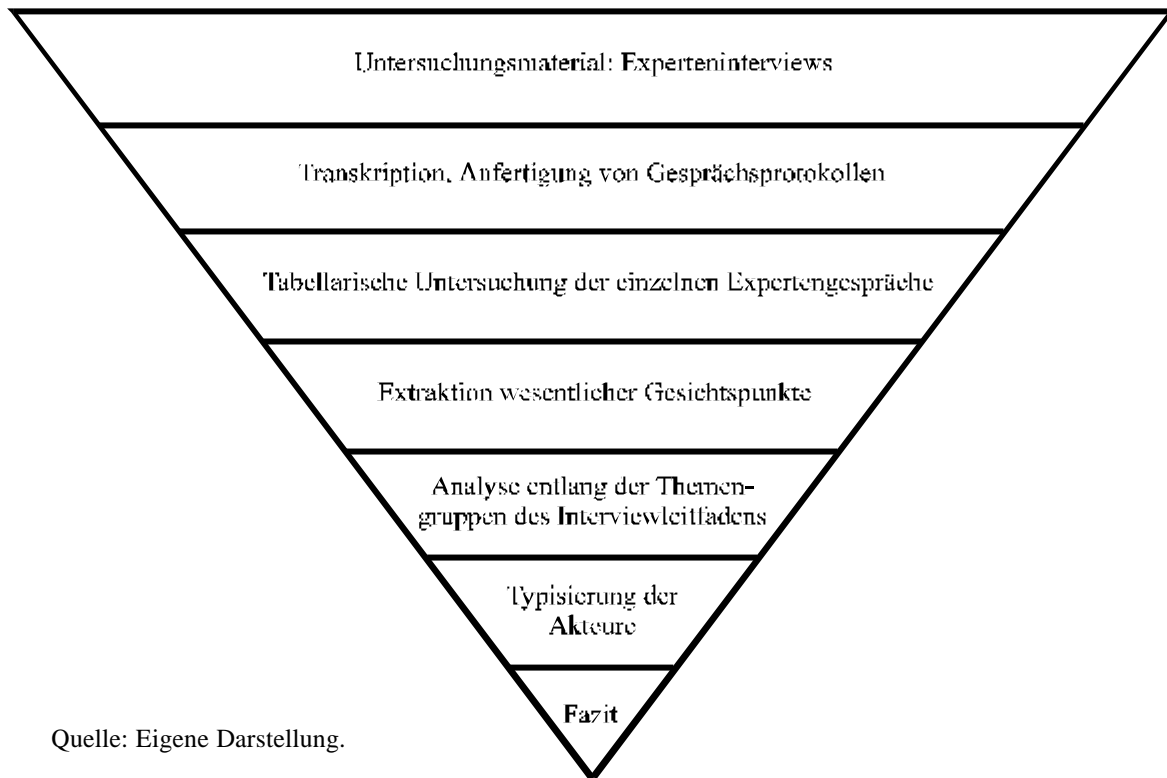 Untersuchungsmaterial: Experteninterviews
Transkription, Anfertigung von Gesprächsprotokollen
Tabellarische Untersuchung der einzelnen Expertengespräche
Extraktion wesentlicher Gesichtspunkte
Analyse entlang der Themen-
gruppen des Interviewleitfadens
Typisierung der
Akteure
Fazit
Quelle: Eigene Darstellung.